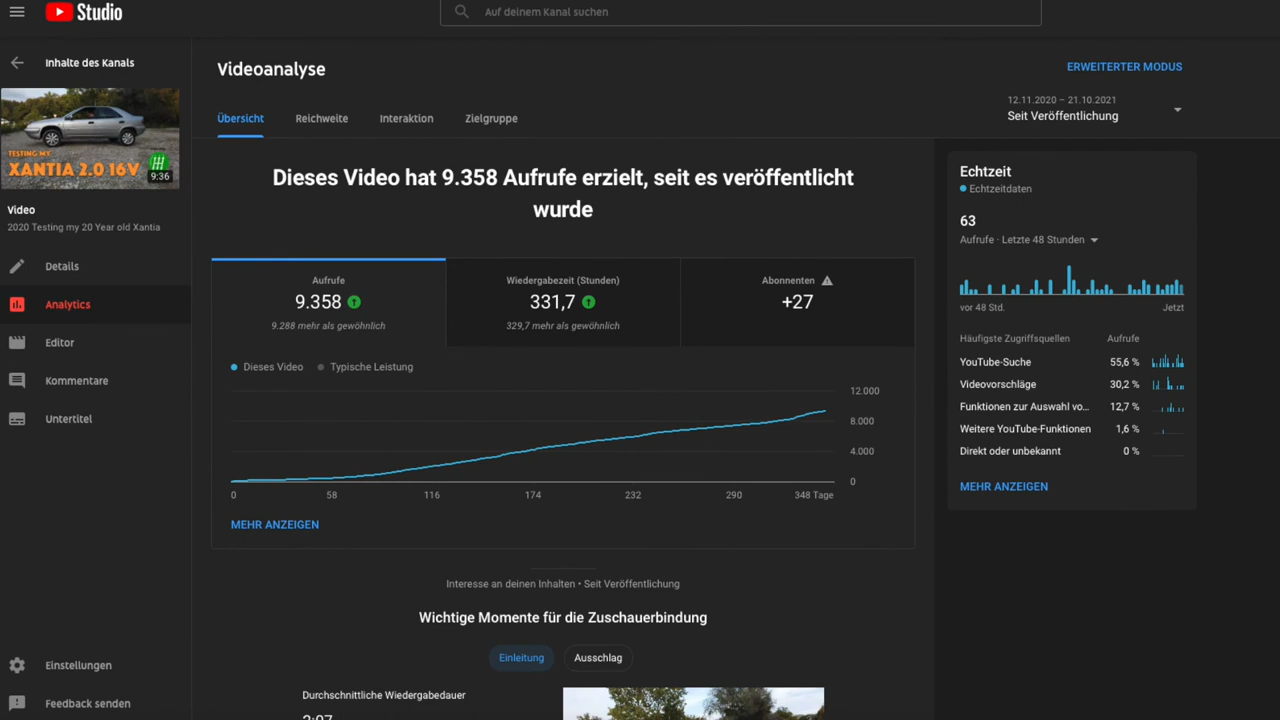 Studio
Auf deinem Kanal suchen
Inhalte des Kanals
TESTING MY
XANTIA 2.0 16V
9:36
Video
2020 Testing my 20 Year old Xantia
Details
Analytics
Editor
Kommentare
Untertitel
Einstellungen
Feedback senden
Videoanalyse
ERWEITERTER MODUS
Übersicht
Reichweite
Interaktion
Zielgruppe
12.11.2020 – 21.10.2021
Seit Veröffentlichung
Dieses Video hat 9.358 Aufrufe erzielt, seit es veröffentlicht
wurde
Aufrufe
9.358
9.288 mehr als gewöhnlich
Wiedergabezeit (Stunden)
331,7
329,7 mehr als gewöhnlich
Abonnenten
+27
Dieses Video
Typische Leistung
12.000
8.000
4.000
0
0 58 116 174 232 290 348 Tage
MEHR ANZEIGEN
Interesse an deinen Inhalten • Seit Veröffentlichung
Wichtige Momente für die Zuschauerbindung
Einleitung
Ausschlag
Durchschnittliche Wiedergabedauer
Echtzeit
Echtzeitdaten
63
Aufrufe · Letzte 48 Stunden
vor 48 Std. Jetzt
Häufigste Zugriffsquellen Aufrufe
YouTube-Suche 55,6 %
Videovorschläge 30,2 %
Funktionen zur Auswahl vo... 12,7 %
Weitere YouTube-Funktionen 1,6 %
Direkt oder unbekannt 0 %
MEHR ANZEIGEN